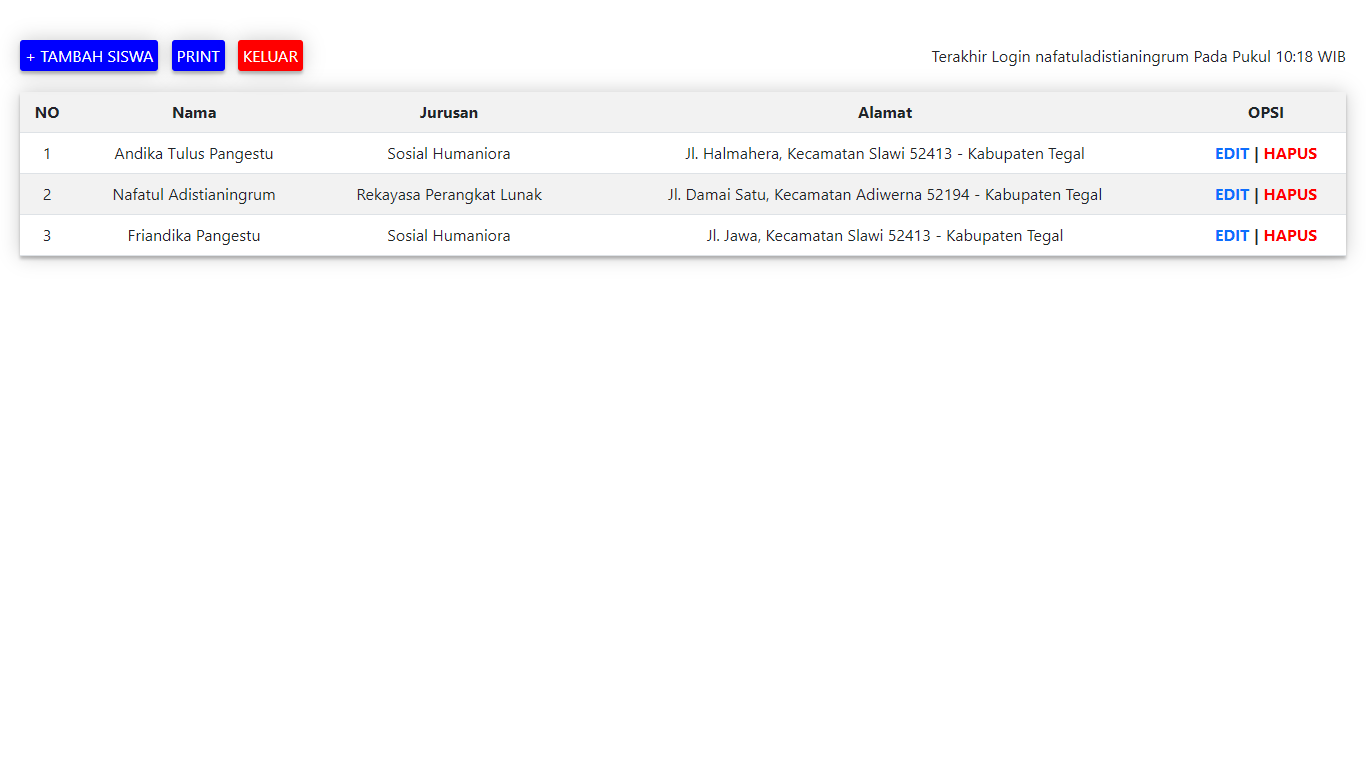 + TAMBAH SISWA PRINT KELUAR Terakhir Login nafatuladistianingrum Pada Pukul 10:18 WIB
NO Nama Jurusan Alamat OPSI
1 Andika Tulus Pangestu Sosial Humaniora Jl. Halmahera, Kecamatan Slawi 52413 - Kabupaten Tegal EDIT | HAPUS
2 Nafatul Adistianingrum Rekayasa Perangkat Lunak Jl. Damai Satu, Kecamatan Adiwerna 52194 - Kabupaten Tegal EDIT | HAPUS
3 Friandika Pangestu Sosial Humaniora Jl. Jawa, Kecamatan Slawi 52413 - Kabupaten Tegal EDIT | HAPUS